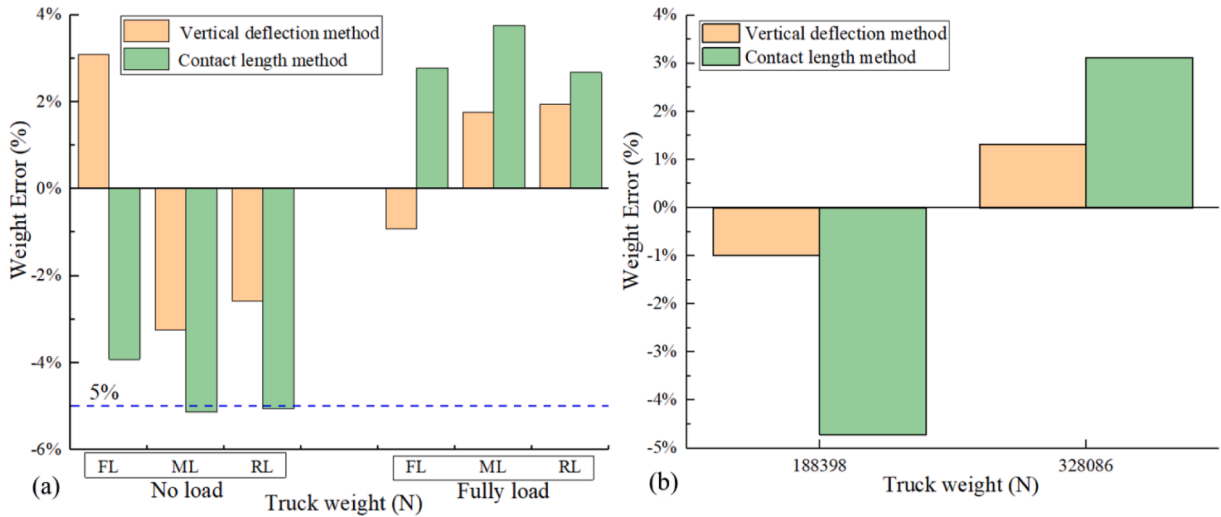 4%
2%
0%
-2%
-4%
-6%
Weight Error (%)
Vertical deflection method
Contact length method
5%
FL ML RL
No load
FL ML RL
Fully load
Truck weight (N)
(a)
4%
3%
2%
1%
0%
-1%
-2%
-3%
-4%
-5%
Weight Error (%)
Vertical deflection method
Contact length method
188398 328086
Truck weight (N)
(b)